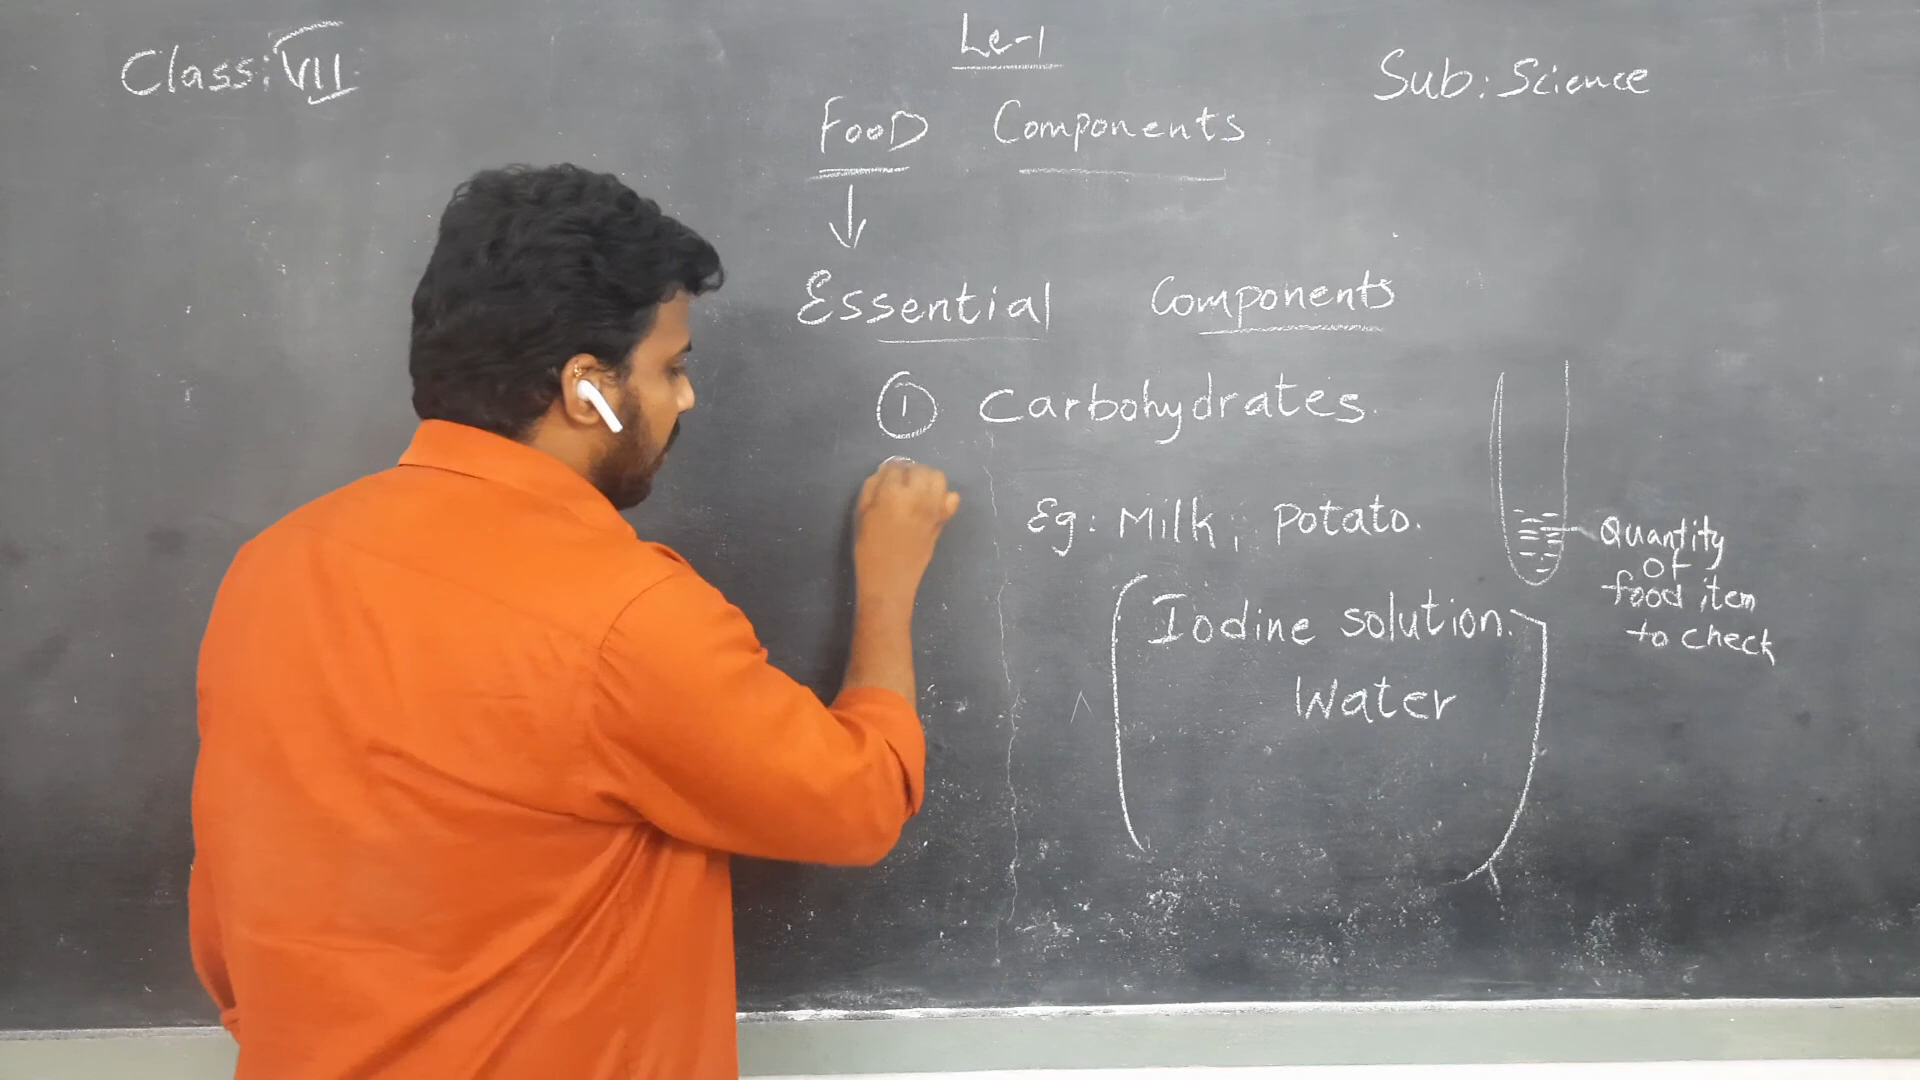 Le-1
Class: VII
Sub: Science
FooD Components
Essential Components
1 Carbohydrates.
Eg: Milk, Potato.
Quantity
of
food item
to check
Iodine solution.
Water